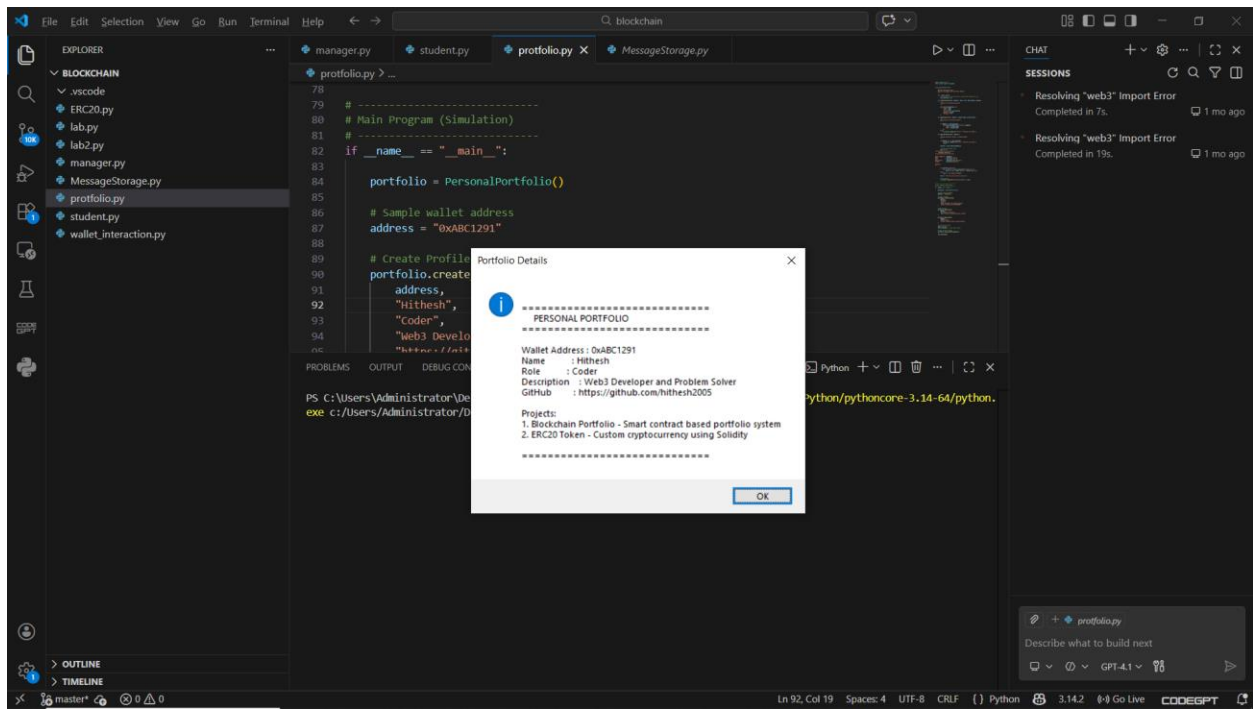 File Edit Selection View Go Run Terminal Help
blockchain
EXPLORER
BLOCKCHAIN
.vscode
ERC20.py
lab.py
lab2.py
manager.py
MessageStorage.py
protfolio.py
student.py
wallet_interaction.py
OUTLINE
TIMELINE
10K
1
1
manager.py student.py protfolio.py MessageStorage.py
protfolio.py > ...
78
79 # -----------------------------
80 # Main Program (Simulation)
81 # -----------------------------
82 if __name__ == "__main__":
83
84 portfolio = PersonalPortfolio()
85
86 # Sample wallet address
87 address = "0xABC1291"
88
89 # Create Profile
90 portfolio.create_
91 address,
92 "Hithesh",
93 "Coder",
94 "Web3 Develo
95 "https://git
Portfolio Details
=============================
PERSONAL PORTFOLIO
=============================
Wallet Address : 0xABC1291
Name : Hithesh
Role : Coder
Description : Web3 Developer and Problem Solver
GitHub : https://github.com/hithesh2005
Projects:
1. Blockchain Portfolio - Smart contract based portfolio system
2. ERC20 Token - Custom cryptocurrency using Solidity
=============================
OK
PROBLEMS OUTPUT DEBUG CON
Python
PS C:\Users\Administrator\De Python/pythoncore-3.14-64/python.
exe c:/Users/Administrator/D
CHAT
SESSIONS
Resolving "web3" Import Error
Completed in 7s. 1 mo ago
Resolving "web3" Import Error
Completed in 19s. 1 mo ago
protfolio.py
Describe what to build next
GPT-4.1
master* 0 0 Ln 92, Col 19 Spaces: 4 UTF-8 CRLF { } Python 3.14.2 Go Live CODEGPT